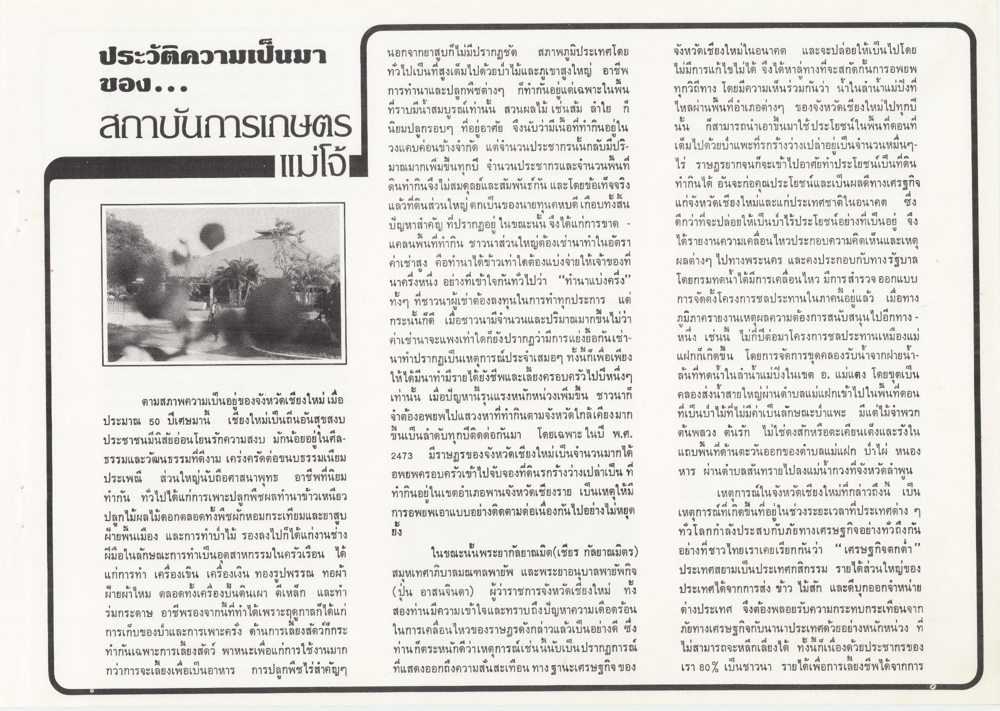 ประวัติความเป็นมา
ของ...
สถาบันการเกษตร
แม่โจ้
ตามสภาพความเป็นอยู่ของจังหวัดเชียงใหม่ เมื่อ
ประมาณ 50 ปีเศษมานี้ เชียงใหม่เป็นถิ่นอันสุขสงบ
ประชาชนมีนิสัยอ่อนโยนรักความสงบ มักน้อยอยู่ในศีล-
ธรรมและวัฒนธรรมที่ดีงาม เคร่งครัดต่อขนบธรรมเนียม
ประเพณี ส่วนใหญ่นับถือศาสนาพุทธ อาชีพที่นิยม
ทำกัน ทั่วไปได้แก่การเพาะปลูกพืชผลทำนาข้าวเหนียว
ปลูกไม้ผลไม้ดอกตลอดทั้งพืชผักหอมกระเทียมและยาสูบ
ฝ้ายพื้นเมือง และการทำป่าไม้ รองลงไปก็ได้แก่งานช่าง
ฝีมือในลักษณะการทำเป็นอุตสาหกรรมในครัวเรือน ได้
แก่การทำ เครื่องเขิน เครื่องเงิน ทองรูปพรรณ ทอผ้า
ฝ้ายผ้าไหม ตลอดทั้งเครื่องปั้นดินเผา ตีเหล็ก และทำ
ร่มกระดาษ อาชีพรองจากนี้ที่ทำได้เพราะฤดูกาลก็ได้แก่
การเก็บของป่าและการเพาะครั่ง ด้านการเลี้ยงสัตว์ก็กระ
ทำกันเฉพาะการเลี้ยงสัตว์ พาหนะเพื่อแก่การใช้งานมาก
กว่าการจะเลี้ยงเพื่อเป็นอาหาร การปลูกพืชไร่สำคัญๆ
นอกจากยาสูบก็ไม่มีปรากฏชัด สภาพภูมิประเทศโดย
ทั่วไปเป็นที่สูงเต็มไปด้วยป่าไม้และภูเขาสูงใหญ่ อาชีพ
การทำนาและปลูกพืชต่างๆ ก็ทำกันอยู่แต่เฉพาะในพื้น
ที่ราบมีน้ำสมบูรณ์เท่านั้น สวนผลไม้ เช่นส้ม ลำใย ก็
นิยมปลูกรอบๆ ที่อยู่อาศัย จึงนับว่ามีเนื้อที่ทำกินอยู่ใน
วงแคบค่อนข้างจำกัด แต่จำนวนประชากรนั้นกลับมีปริ-
มาณมากเพิ่มขึ้นทุกปี จำนวนประชากรและจำนวนพื้นที่
ดินทำกินจึงไม่สมดุลย์และสัมพันธ์กัน และโดยข้อเท็จจริง
แล้วที่ดินส่วนใหญ่ ตกเป็นของนายทุนคหบดี เกือบทั้งสิ้น
ปัญหาสำคัญ ที่ปรากฏอยู่ ในขณะนั้น จึงได้แก่การขาด -
แคลนพื้นที่ทำกิน ชาวนาส่วนใหญ่ต้องเช่านาทำในอัตรา
ค่าเช่าสูง คือทำนาได้ข้าวเท่าใดต้องแบ่งจ่ายให้เจ้าของที่
นาครึ่งหนึ่ง อย่างที่เข้าใจกันทั่วไปว่า “ทำนาแบ่งครึ่ง”
ทั้งๆ ที่ชาวนาผู้เช่าต้องลงทุนในการทำทุกประการ แต่
กระนั้นก็ดี เมื่อชาวนามีจำนวนและปริมาณมากขึ้นไม่ว่า
ค่าเช่านาจะแพงเท่าใดก็ยังปรากฏว่ามีการแย่งยื้อกันเช่า-
นาทำปรากฏเป็นเหตุการณ์ประจำเสมอๆ ทั้งนี้ก็เพื่อเพียง
ให้ได้มีนาทำมีรายได้ยังชีพและเลี้ยงครอบครัวไปปีหนึ่งๆ
เท่านั้น เมื่อปัญหานี้รุนแรงหนักหน่วงเพิ่มขึ้น ชาวนาก็
จำต้องอพยพไปแสวงหาที่ทำกินตามจังหวัดใกล้เคียงมาก
ขึ้นเป็นลำดับทุกปีติดต่อกันมา โดยเฉพาะ ในปี พ.ศ.
2473 มีราษฎรของจังหวัดเชียงใหม่เป็นจำนวนมากได้
อพยพครอบครัวเข้าไปจับจองที่ดินรกร้างว่างเปล่าเป็น ที่
ทำกินอยู่ในเขตอำเภอพานจังหวัดเชียงราย เป็นเหตุให้มี
การอพยพเอาแบบอย่างติดตามต่อเนื่องกันไปอย่างไม่หยุด
ยั้ง
ในขณะนั้นพระยากัลยาณมิต(เชียร กัลยาณมิตร)
สมุหเทศาภิบาลมณฑลพายัพ และพระยาอนุบาลพายัพกิจ
(ปุ่น อาสนจินดา) ผู้ว่าราชการจังหวัดเชียงใหม่ ทั้ง
สองท่านมีความเข้าใจและทราบถึงปัญหาความเดือดร้อน
ในการเคลื่อนไหวของราษฎรดังกล่าวแล้วเป็นอย่างดี ซึ่ง
ท่านก็ตระหนักดีว่าเหตุการณ์เช่นนี้นับเป็นปรากฏการณ์
ที่แสดงออกถึงความสั่นสะเทือน ทาง ฐานะเศรษฐกิจ ของ
จังหวัดเชียงใหม่ในอนาคต และจะปล่อยให้เป็นไปโดย
ไม่มีการแก้ไขไม่ได้ จึงได้หาลู่ทางที่จะสกัดกั้นการอพยพ
ทุกวิถีทาง โดยมีความเห็นร่วมกันว่า น้ำในลำน้ำแม่ปิงที่
ไหลผ่านพื้นที่อำเภอต่างๆ ของจังหวัดเชียงใหม่ไปทุกปี
นั้น ก็สามารถนำเอาขึ้นมาใช้ประโยชน์ในพื้นที่ดอนที่
เต็มไปด้วยป่าแพะที่รกร้างว่างเปล่าอยู่เป็นจำนวนหมื่นๆ-
ไร่ ราษฎรยากจนก็จะเข้าไปอาศัยทำประโยชน์เป็นที่ดิน
ทำกินได้ อันจะก่อคุณประโยชน์และเป็นผลดีทางเศรฐกิจ
แก่จังหวัดเชียงใหม่และแก่ประเทศชาติในอนาคต ซึ่ง
ดีกว่าที่จะปล่อยให้เป็นป่าไร้ประโยชน์อย่างที่เป็นอยู่ จึง
ได้รายงานความเคลื่อนไหวประกอบความคิดเห็นและเหตุ
ผลต่างๆ ไปทางพระนคร และคงประกอบกับทางรัฐบาล
โดยกรมทดน้ำได้มีการเคลื่อนไหว มีการสำรวจ ออกแบบ
การจัดตั้งโครงการชลประทานในภาคนี้อยู่แล้ว เมื่อทาง
ภูมิภาครายงานเหตุผลความต้องการสนับสนุนไปอีกทาง -
หนึ่ง เช่นนี้ ไม่กี่ปีต่อมาโครงการชลประทานเหมืองแม่
แฝกก็เกิดขึ้น โดยการจัดการขุดคลองรับน้ำจากฝายน้ำ-
ล้นที่ทดน้ำในลำน้ำแม่ปิงในเขต อ. แม่แตง โดยขุดเป็น
คลองส่งน้ำสายใหญ่ผ่านตำบลแม่แฝกเข้าไปในพื้นที่ดอน
ที่เป็นป่าไม้ที่ไม่มีค่าเป็นลักษณะป่าแพะ มีแต่ไม้จำพวก
ต้นพลวง ต้นรัก ไม่ใช่ดงสักหรือตะเคียนเต็งและรังใน
แถบพื้นที่ด้านตะวันออกของตำบลแม่แฝก ป่าไผ่ หนอง
หาร ผ่านตำบลสันทรายไปลงแม่น้ำกวงที่จังหวัดลำพูน
เหตุการณ์ในจังหวัดเชียงใหม่ที่กล่าวถึงนี้ เป็น
เหตุการณ์ที่เกิดขึ้นที่อยู่ในช่วงระยะเวลาที่ประเทศต่าง ๆ
ทั่วโลกกำลังประสบกับภัยทางเศรษฐกิจอย่างทั่วถึงกัน
อย่างที่ชาวไทยเราเคยเรียกกันว่า “เศรษฐกิจตกต่ำ”
ประเทศสยามเป็นประเทศกสิกรรม รายได้ส่วนใหญ่ของ
ประเทศได้จากการส่ง ข้าว ไม้สัก และดีบุกออกจำหน่าย
ต่างประเทศ จึงต้องพลอยรับความกระทบกระเทือนจาก
ภัยทางเศรษฐกิจกับนานาประเทศด้วยอย่างหนักหน่วง ที่
ไม่สามารถจะหลีกเลี่ยงได้ ทั้งนี้ก็เนื่องด้วยประชากรของ
เรา 80% เป็นชาวนา รายได้เพื่อการเลี้ยงชีพได้จากการ